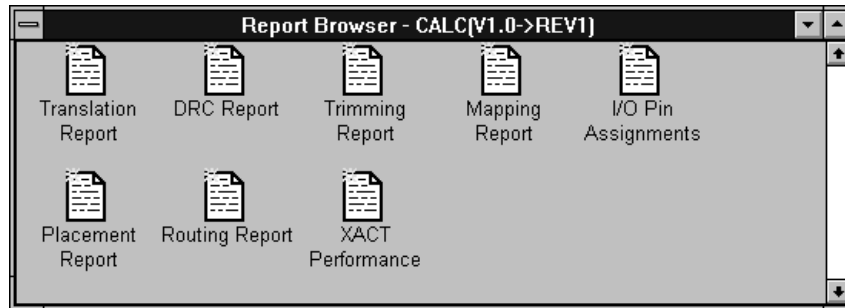 Report Browser - CALC(V1.0->REV1)
Translation Report
DRC Report
Trimming Report
Mapping Report
I/O Pin Assignments
Placement Report
Routing Report
XACT Performance